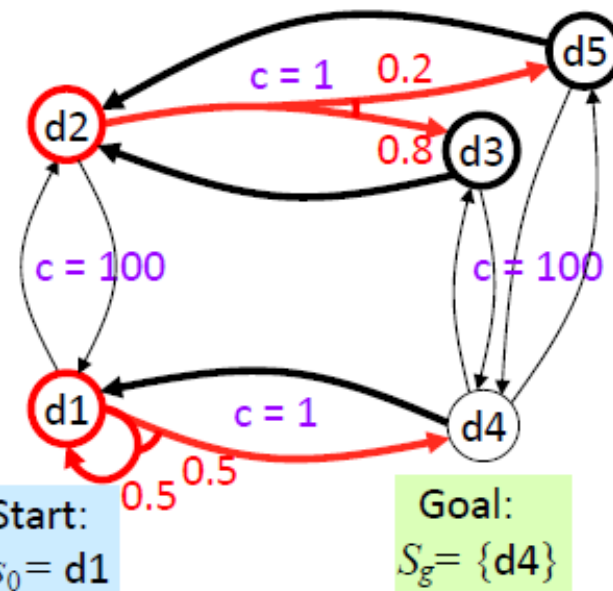 d5
c = 1
0.2
d2
0.8
d3
c = 100
c = 100
d1
c = 1
d4
0.5
0.5
Start:
s₀ = d1
Goal:
S_g = {d4}